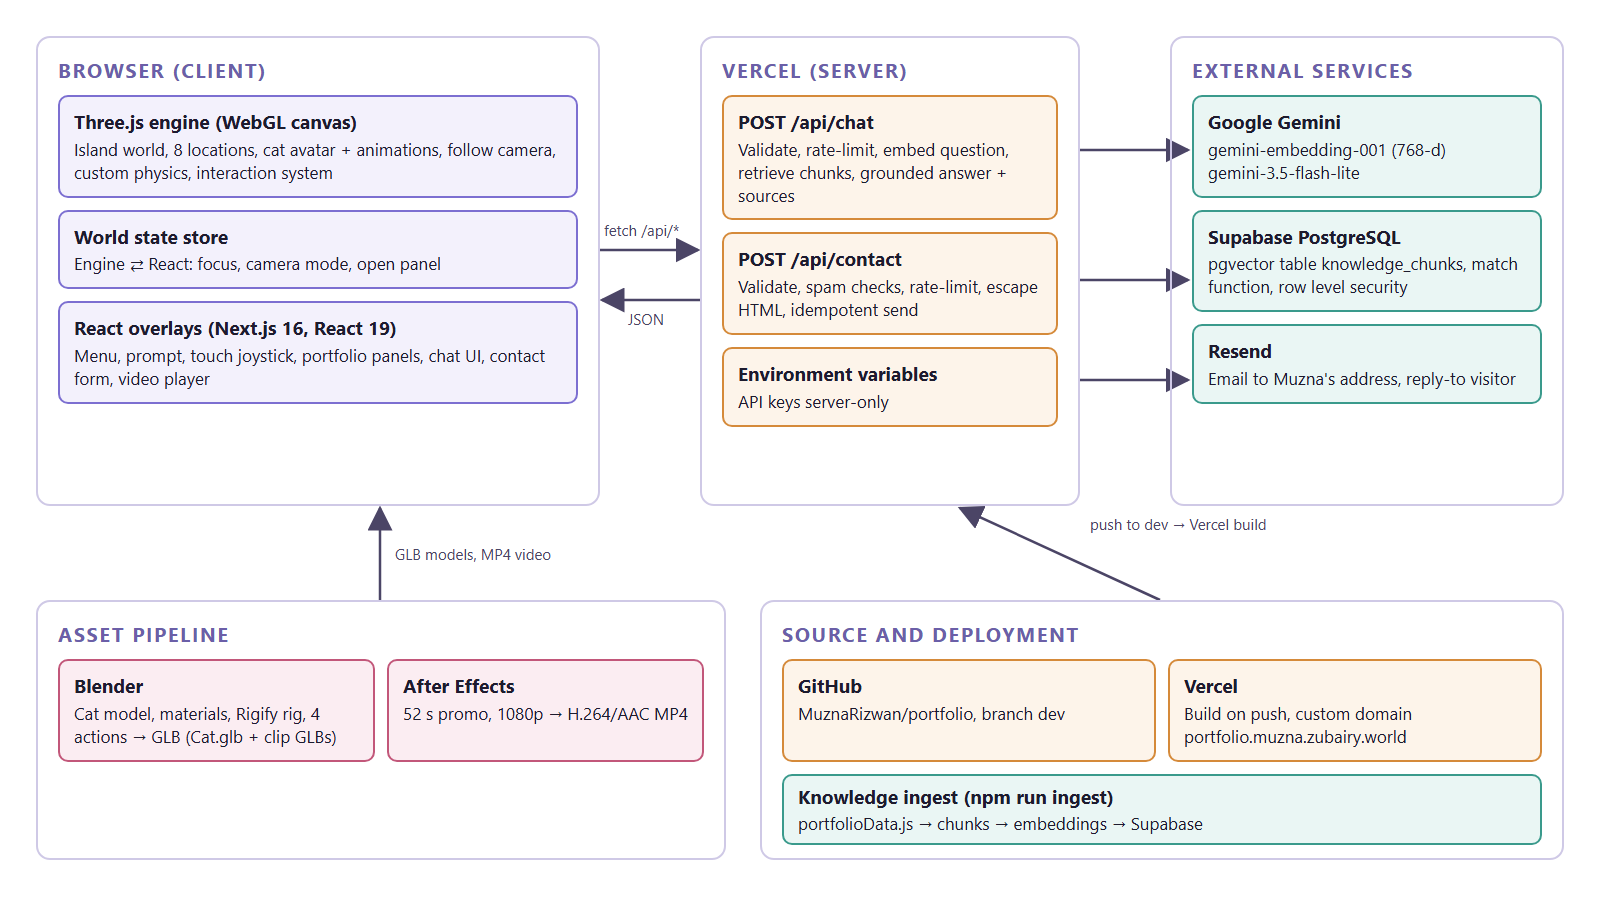 BROWSER (CLIENT)
Three.js engine (WebGL canvas)
Island world, 8 locations, cat avatar + animations, follow camera,
custom physics, interaction system
World state store
Engine ⇄ React: focus, camera mode, open panel
React overlays (Next.js 16, React 19)
Menu, prompt, touch joystick, portfolio panels, chat UI, contact
form, video player
fetch /api/*
JSON
VERCEL (SERVER)
POST /api/chat
Validate, rate-limit, embed question,
retrieve chunks, grounded answer +
sources
POST /api/contact
Validate, spam checks, rate-limit, escape
HTML, idempotent send
Environment variables
API keys server-only
EXTERNAL SERVICES
Google Gemini
gemini-embedding-001 (768-d)
gemini-3.5-flash-lite
Supabase PostgreSQL
pgvector table knowledge_chunks, match
function, row level security
Resend
Email to Muzna's address, reply-to visitor
GLB models, MP4 video
push to dev → Vercel build
ASSET PIPELINE
Blender
Cat model, materials, Rigify rig, 4
actions → GLB (Cat.glb + clip GLBs)
After Effects
52 s promo, 1080p → H.264/AAC MP4
SOURCE AND DEPLOYMENT
GitHub
MuznaRizwan/portfolio, branch dev
Vercel
Build on push, custom domain
portfolio.muzna.zubairy.world
Knowledge ingest (npm run ingest)
portfolioData.js → chunks → embeddings → Supabase